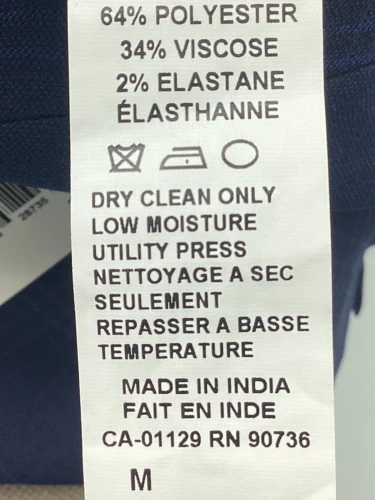 64% POLYESTER
34% VISCOSE
2% ELASTANE
ÉLASTHANNE
DRY CLEAN ONLY
LOW MOISTURE
UTILITY PRESS
NETTOYAGE A SEC
SEULEMENT
REPASSER A BASSE
TEMPERATURE
MADE IN INDIA
FAIT EN INDE
CA-01129 RN 90736
M